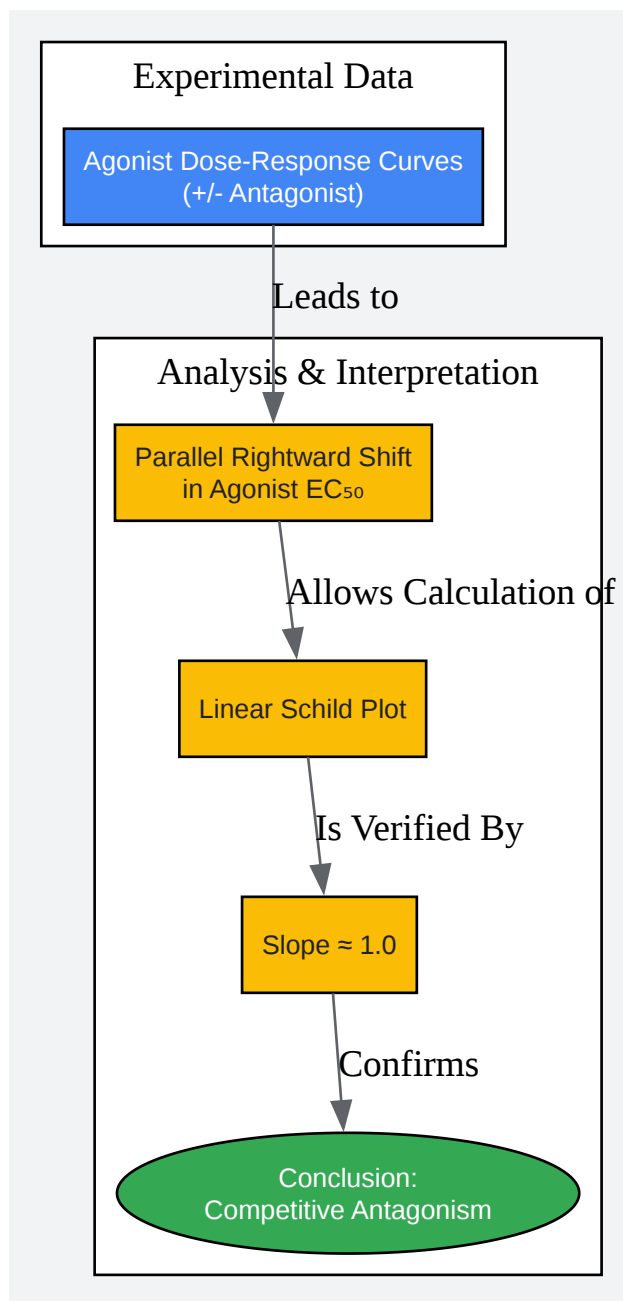 Experimental Data
Agonist Dose-Response Curves
(+/- Antagonist)
Leads to
Analysis & Interpretation
Parallel Rightward Shift
in Agonist EC₅₀
Allows Calculation of
Linear Schild Plot
Is Verified By
Slope ≈ 1.0
Confirms
Conclusion:
Competitive Antagonism